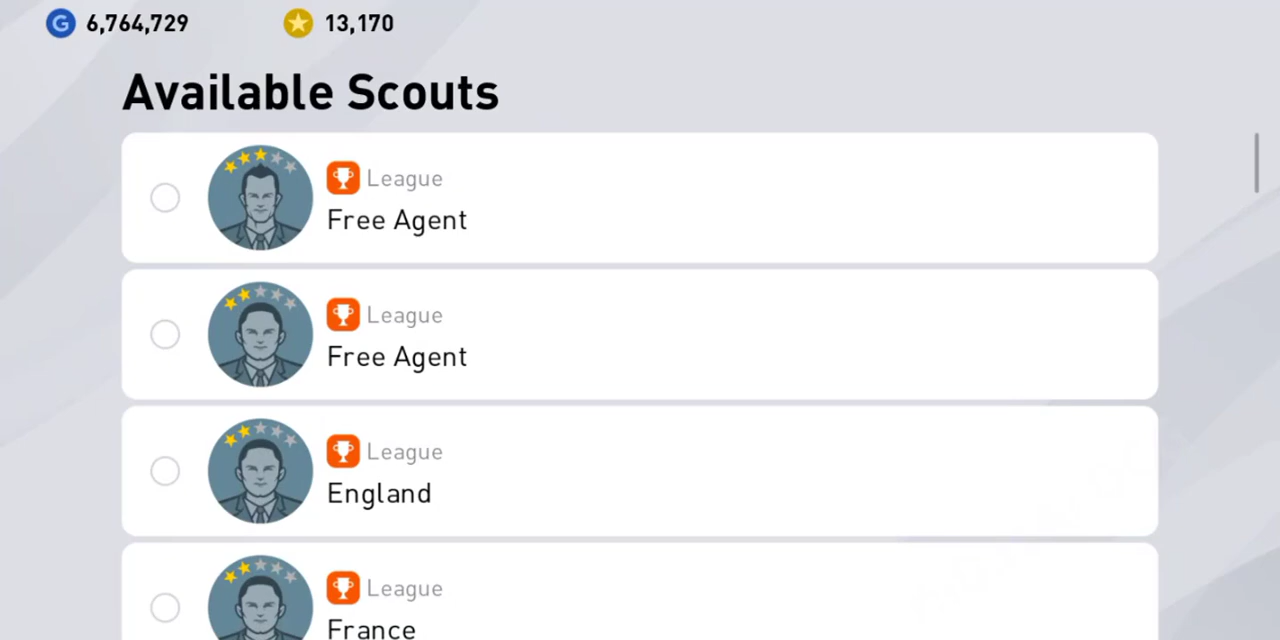 G 6,764,729 13,170
Available Scouts
League
Free Agent
League
Free Agent
League
England
League
France